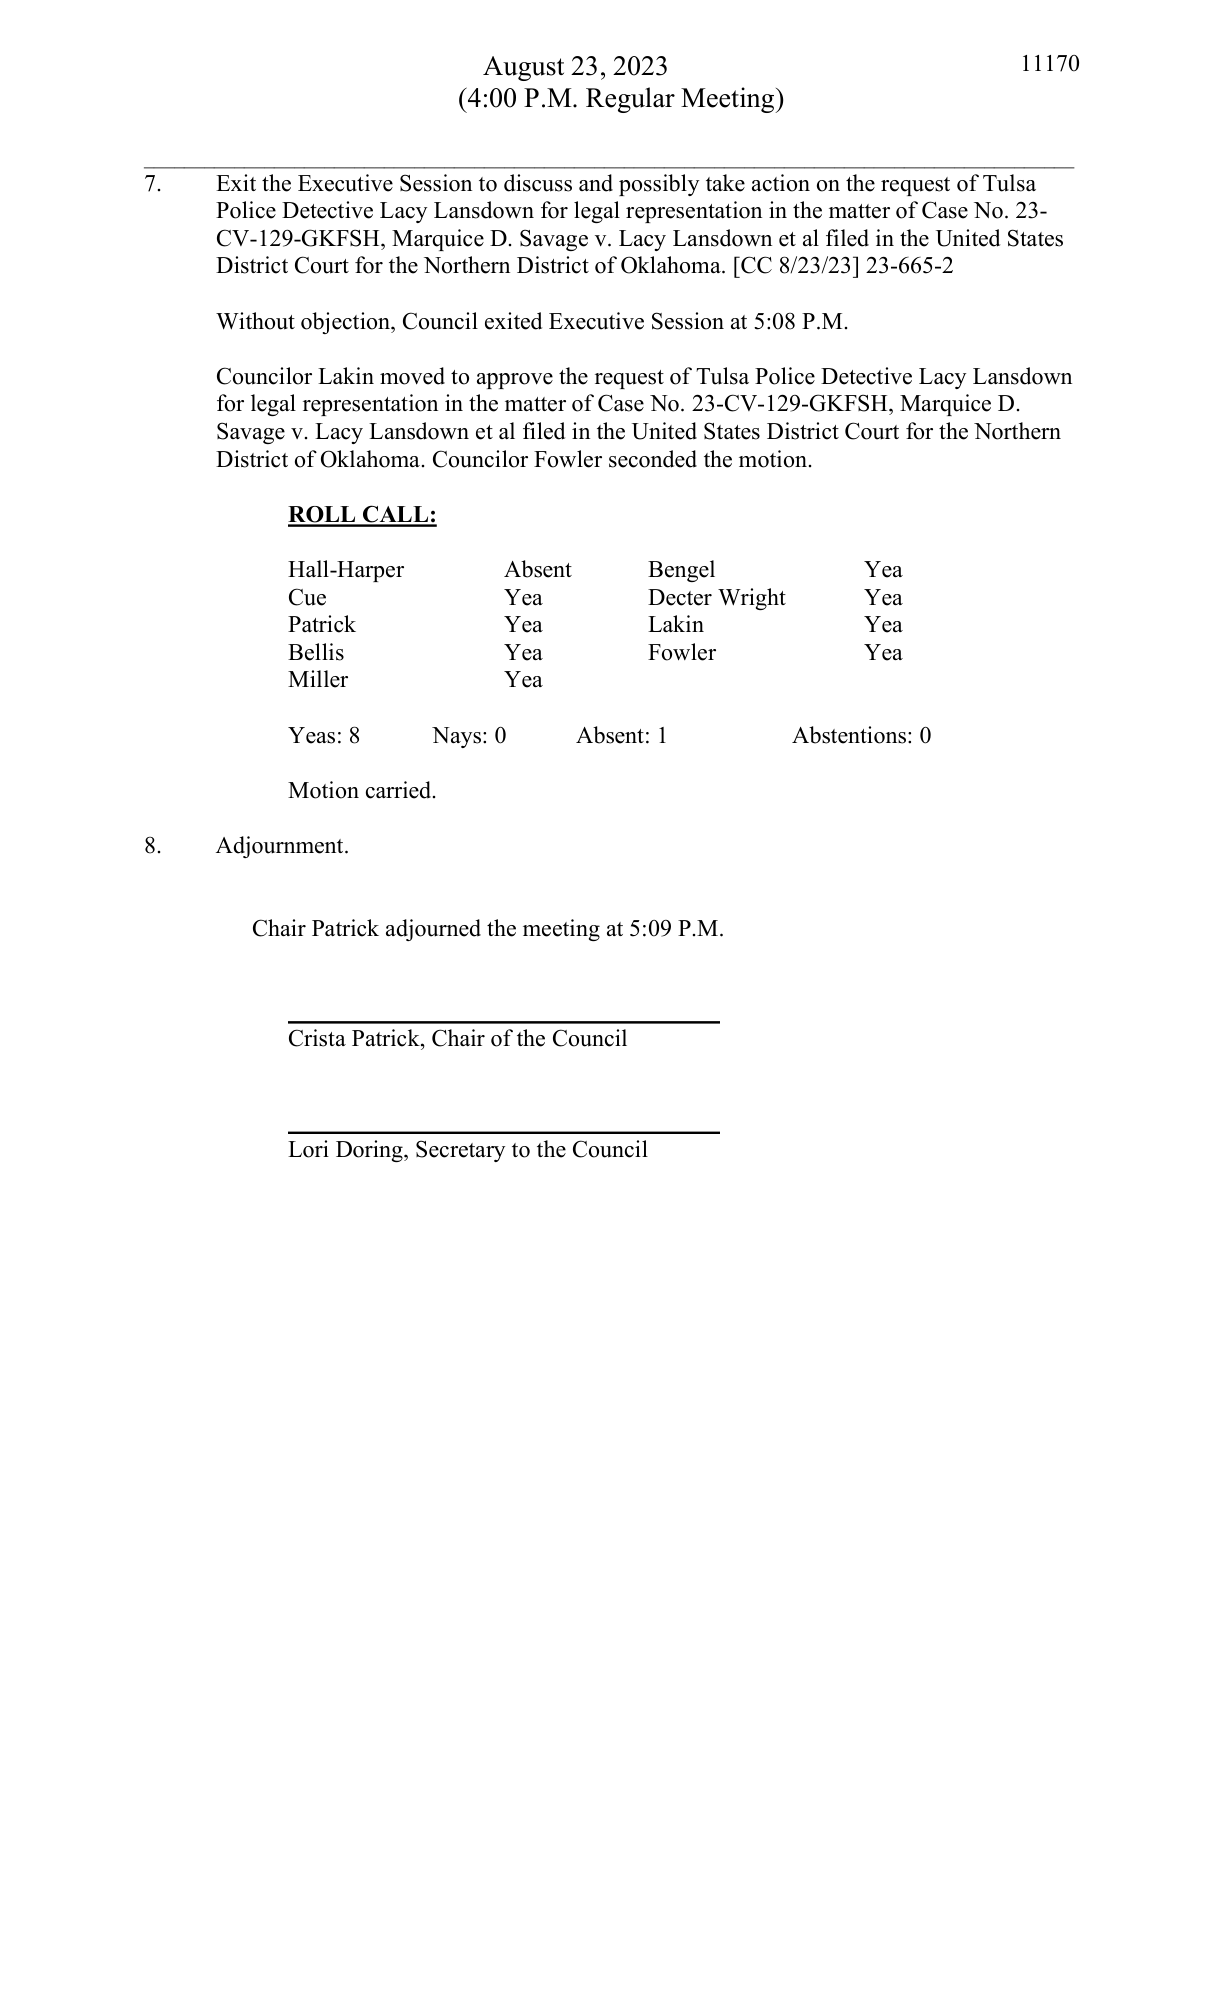 August 23, 2023
11170
(4:00 P.M. Regular Meeting)
7. Exit the Executive Session to discuss and possibly take action on the request of Tulsa
Police Detective Lacy Lansdown for legal representation in the matter of Case No. 23-
CV-129-GKFSH, Marquice D. Savage v. Lacy Lansdown et al filed in the United States
District Court for the Northern District of Oklahoma. [CC 8/23/23] 23-665-2
Without objection, Council exited Executive Session at 5:08 P.M.
Councilor Lakin moved to approve the request of Tulsa Police Detective Lacy Lansdown
for legal representation in the matter of Case No. 23-CV-129-GKFSH, Marquice D.
Savage v. Lacy Lansdown et al filed in the United States District Court for the Northern
District of Oklahoma. Councilor Fowler seconded the motion.
ROLL CALL:
Hall-Harper Absent Bengel Yea
Cue Yea Decter Wright Yea
Patrick Yea Lakin Yea
Bellis Yea Fowler Yea
Miller Yea
Yeas: 8 Nays: 0 Absent: 1 Abstentions: 0
Motion carried.
8. Adjournment.
Chair Patrick adjourned the meeting at 5:09 P.M.
Crista Patrick, Chair of the Council
Lori Doring, Secretary to the Council